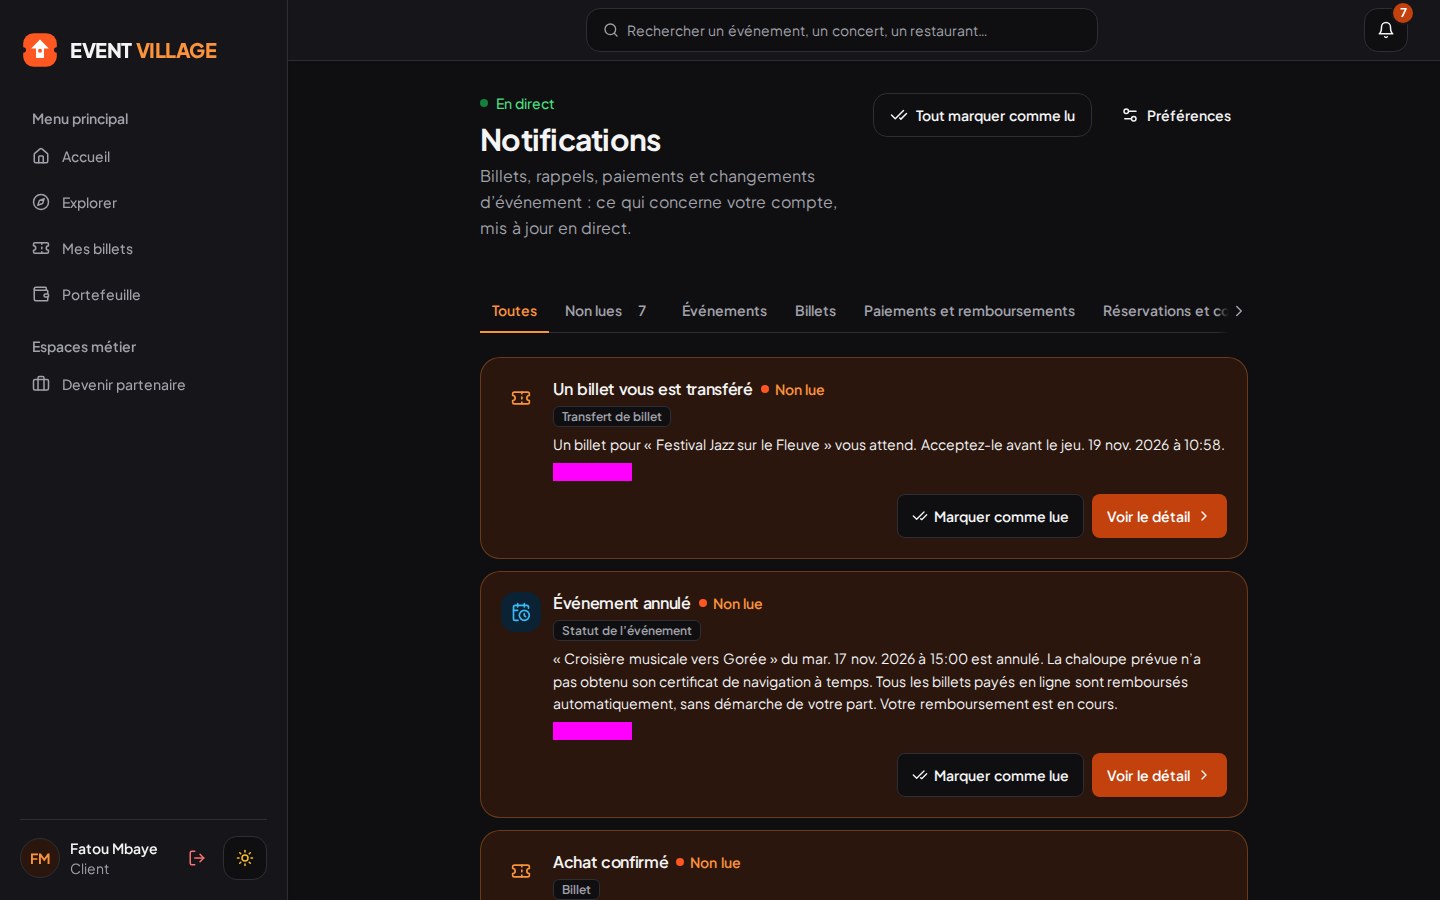 EVENT VILLAGE
Rechercher un événement, un concert, un restaurant…
7
Menu principal
Accueil
Explorer
Mes billets
Portefeuille
Espaces métier
Devenir partenaire
FM
Fatou Mbaye
Client
En direct
Notifications
Billets, rappels, paiements et changements
d’événement : ce qui concerne votre compte,
mis à jour en direct.
Tout marquer comme lu
Préférences
Toutes
Non lues 7
Événements
Billets
Paiements et remboursements
Réservations et
Un billet vous est transféré
Non lue
Transfert de billet
Un billet pour « Festival Jazz sur le Fleuve » vous attend. Acceptez-le avant le jeu. 19 nov. 2026 à 10:58.
Marquer comme lue
Voir le détail
Événement annulé
Non lue
Statut de l’événement
« Croisière musicale vers Gorée » du mar. 17 nov. 2026 à 15:00 est annulé. La chaloupe prévue n’a
pas obtenu son certificat de navigation à temps. Tous les billets payés en ligne sont remboursés
automatiquement, sans démarche de votre part. Votre remboursement est en cours.
Marquer comme lue
Voir le détail
Achat confirmé
Non lue
Billet